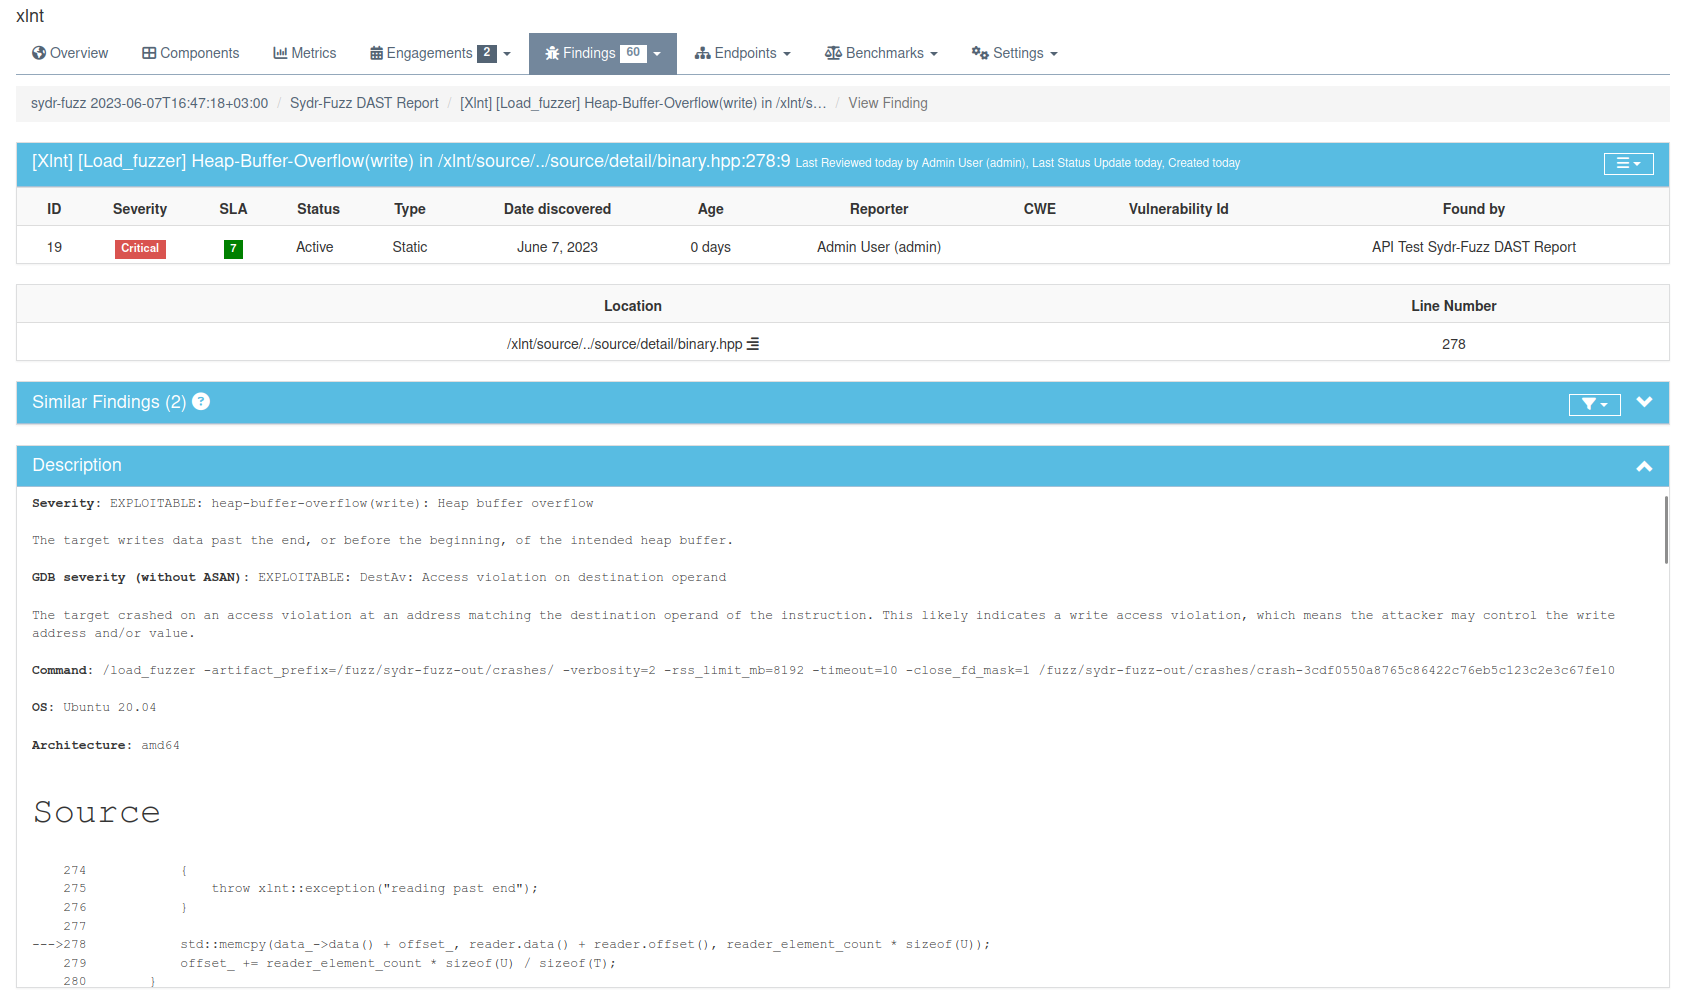 xlnt
Overview Components Metrics Engagements 2 Findings 60 Endpoints Benchmarks Settings
sydr-fuzz 2023-06-07T16:47:18+03:00 / Sydr-Fuzz DAST Report / [Xlnt] [Load_fuzzer] Heap-Buffer-Overflow(write) in /xlnt/s... / View Finding
[Xlnt] [Load_fuzzer] Heap-Buffer-Overflow(write) in /xlnt/source/../source/detail/binary.hpp:278:9 Last Reviewed today by Admin User (admin), Last Status Update today, Created today
ID Severity SLA Status Type Date discovered Age Reporter CWE Vulnerability Id Found by
19 Critical 7 Active Static June 7, 2023 0 days Admin User (admin) API Test Sydr-Fuzz DAST Report
Location Line Number
/xlnt/source/../source/detail/binary.hpp 278
Similar Findings (2) ?
Description
Severity: EXPLOITABLE: heap-buffer-overflow(write): Heap buffer overflow
The target writes data past the end, or before the beginning, of the intended heap buffer.
GDB severity (without ASAN): EXPLOITABLE: DestAv: Access violation on destination operand
The target crashed on an access violation at an address matching the destination operand of the instruction. This likely indicates a write access violation, which means the attacker may control the write
address and/or value.
Command: /load_fuzzer -artifact_prefix=/fuzz/sydr-fuzz-out/crashes/ -verbosity=2 -rss_limit_mb=8192 -timeout=10 -close_fd_mask=1 /fuzz/sydr-fuzz-out/crashes/crash-3cdf0550a8765c86422c76eb5c123c2e3c67fe10
OS: Ubuntu 20.04
Architecture: amd64
Source
274 {
275 throw xlnt::exception("reading past end");
276 }
277
--->278 std::memcpy(data_->data() + offset_, reader.data() + reader.offset(), reader_element_count * sizeof(U));
279 offset_ += reader_element_count * sizeof(U) / sizeof(T);
280 }